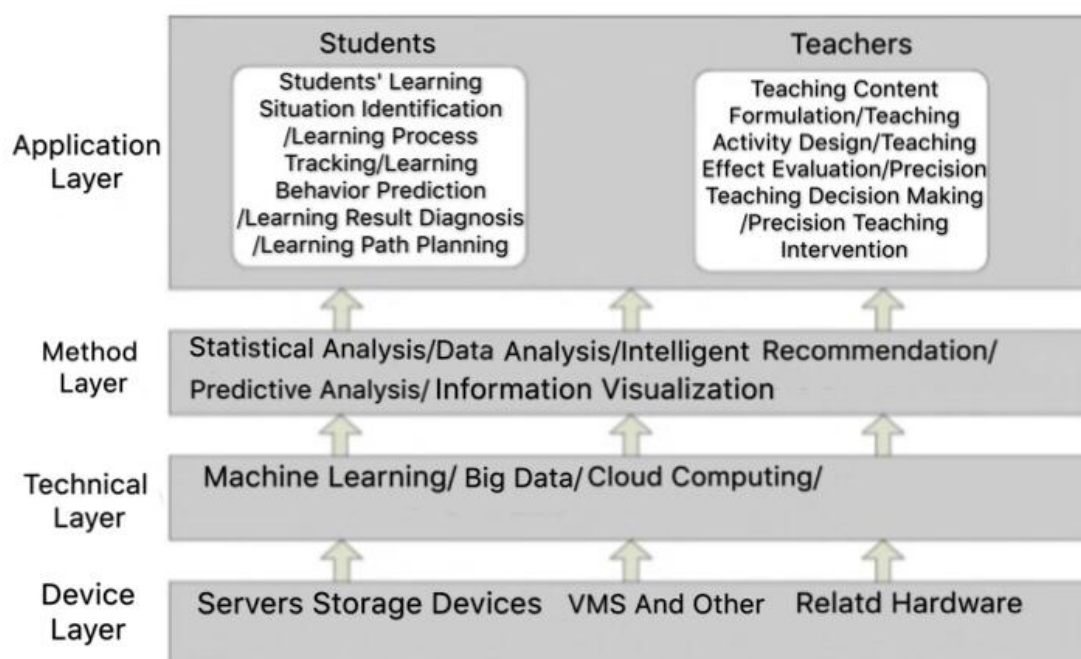 Application
Layer
Students
Students' Learning
Situation Identification
/Learning Process
Tracking/Learning
Behavior Prediction
/Learning Result Diagnosis
/Learning Path Planning
Teachers
Teaching Content
Formulation/Teaching
Activity Design/Teaching
Effect Evaluation/Precision
Teaching Decision Making
/Precision Teaching
Intervention
Method
Layer
Statistical Analysis/Data Analysis/Intelligent Recommendation/
Predictive Analysis/ Information Visualization
Technical
Layer
Machine Learning/ Big Data/ Cloud Computing/
Device
Layer
Servers Storage Devices VMS And Other Relatd Hardware